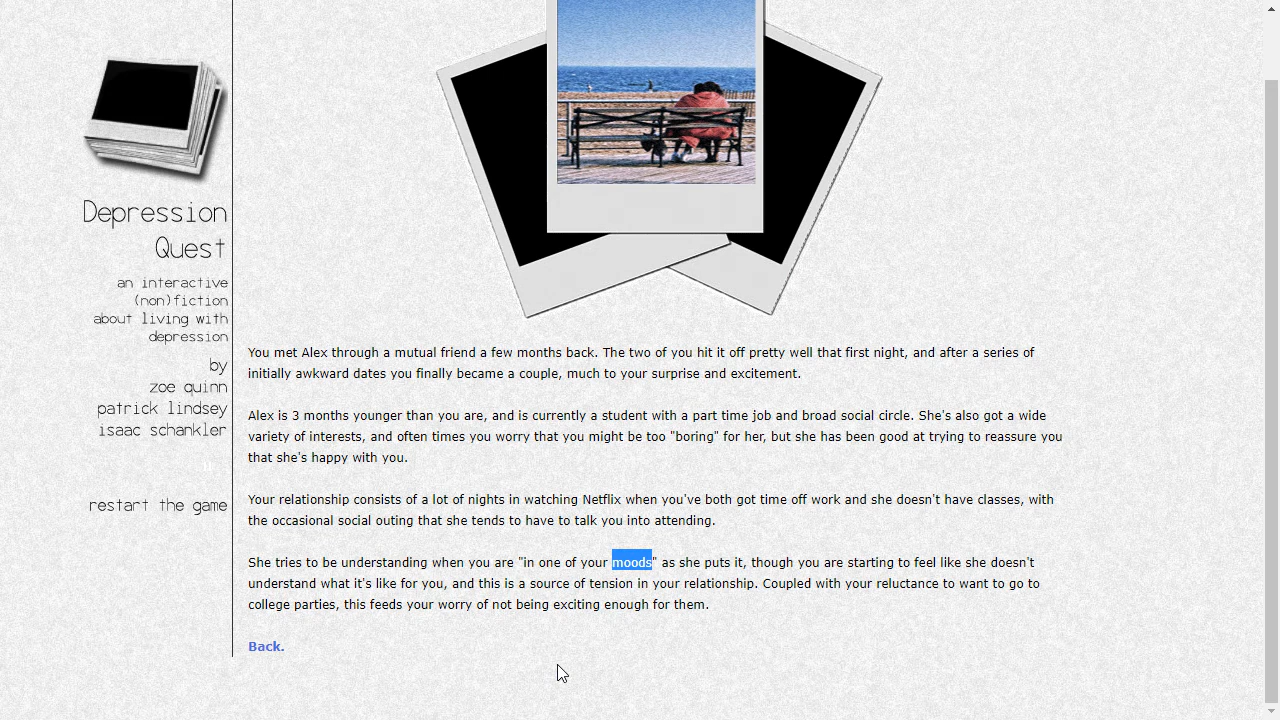 Depression
Quest
an interactive
(non)fiction
about living with
depression
by
zoe quinn
patrick lindsey
isaac schankler
restart the game
You met Alex through a mutual friend a few months back. The two of you hit it off pretty well that first night, and after a series of
initially awkward dates you finally became a couple, much to your surprise and excitement.
Alex is 3 months younger than you are, and is currently a student with a part time job and broad social circle. She's also got a wide
variety of interests, and often times you worry that you might be too "boring" for her, but she has been good at trying to reassure you
that she's happy with you.
Your relationship consists of a lot of nights in watching Netflix when you've both got time off work and she doesn't have classes, with
the occasional social outing that she tends to have to talk you into attending.
She tries to be understanding when you are "in one of your moods" as she puts it, though you are starting to feel like she doesn't
understand what it's like for you, and this is a source of tension in your relationship. Coupled with your reluctance to want to go to
college parties, this feeds your worry of not being exciting enough for them.
Back.